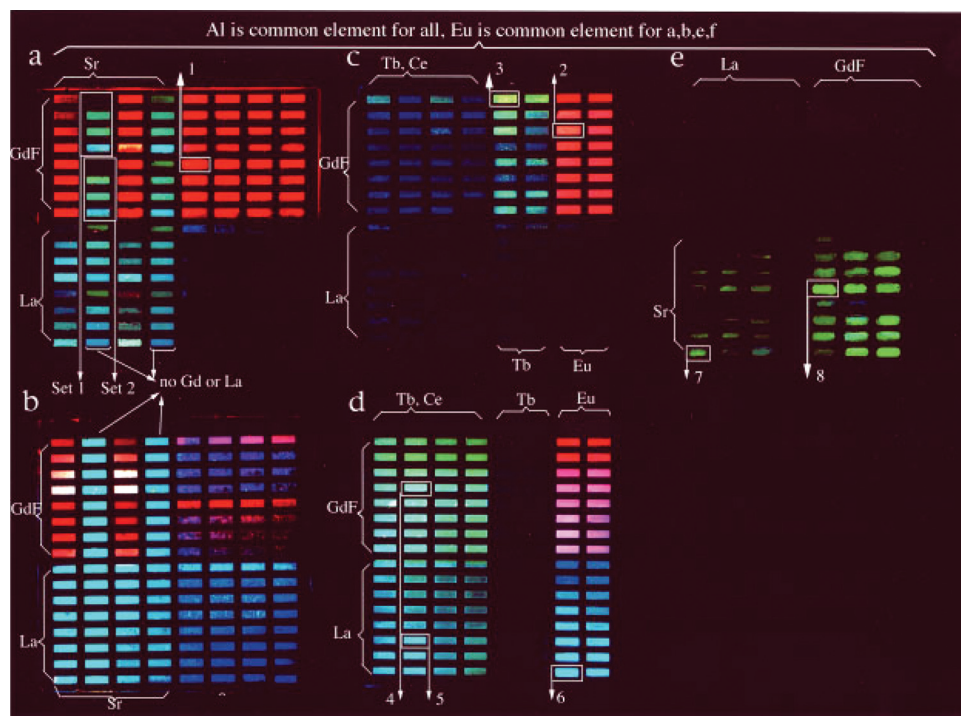 Al is common element for all, Eu is common element for a,b,e,f
a
Sr
1
c
Tb, Ce
3
2
e
La
GdF
GdF
La
GdF
La
Sr
Set 1
Set 2
no Gd or La
Tb
Eu
7
8
b
GdF
La
Sr
d
Tb, Ce
Tb
Eu
GdF
La
4
5
6